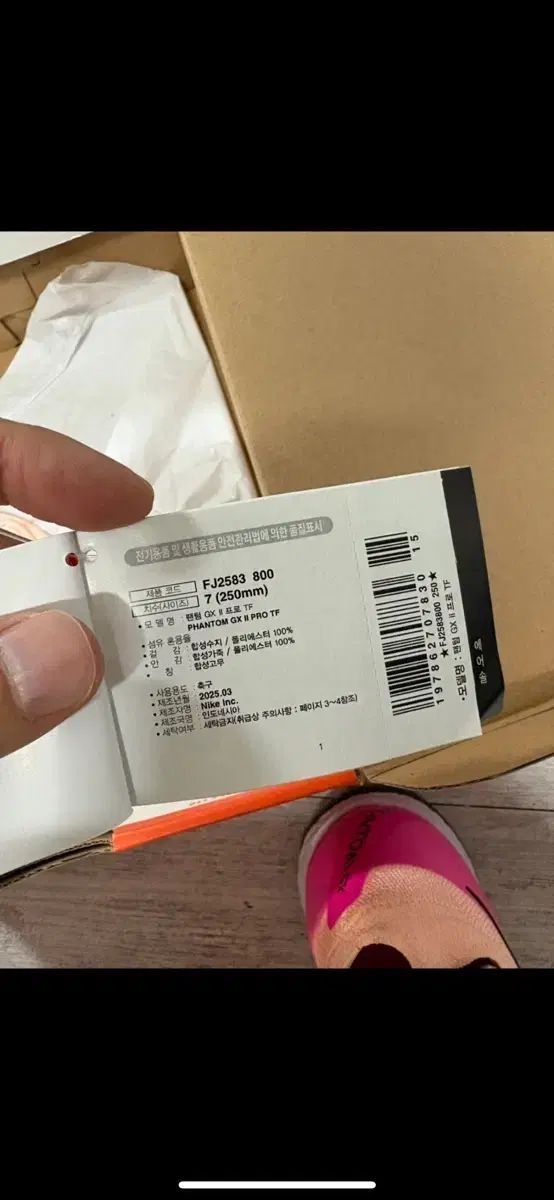 전기용품 및 생활용품 안전관리법에 의한 품질표시
제품 코드 FJ2583 800
치수(사이즈) 7 (250mm)
• 모 델 명 : 팬텀 GX II 프로 TF
PHANTOM GX II PRO TF
• 섬유 혼용율
• 겉 감 : 합성수지 / 폴리에스터 100%
• 안 감 : 합성가죽 / 폴리에스터 100%
• 창 : 합성고무
• 사용용도 : 축구
• 제조년월 : 2025.03
• 제조자명 : Nike Inc.
• 제조국명 : 인도네시아
• 세탁여부 : 세탁금지(취급상 주의사항 : 페이지 3~4참조)
1
15
197862707830
★FJ2583800 250★
• 모델명 : 팬텀 GX II 프로 TF